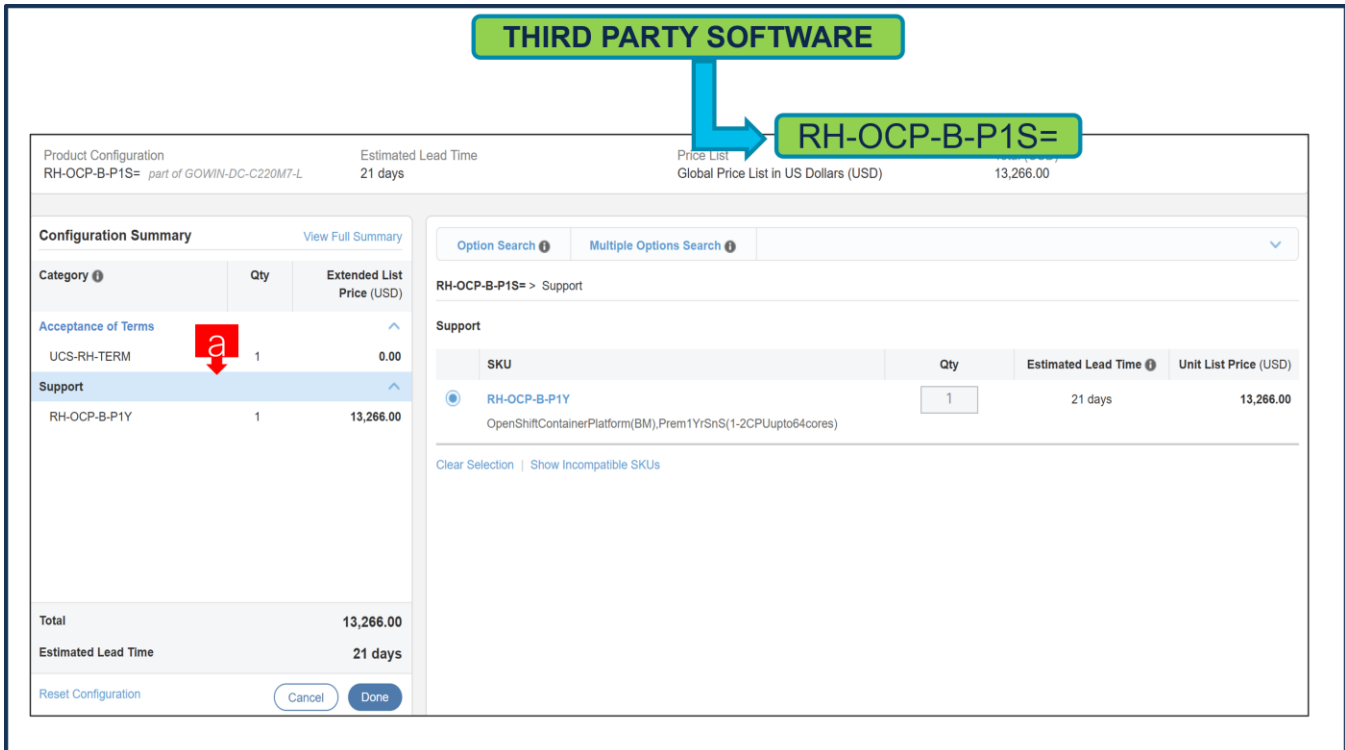 THIRD PARTY SOFTWARE
RH-OCP-B-P1S=
Product Configuration
RH-OCP-B-P1S= part of GOWIN-DC-C220M7-L
Estimated Lead Time
21 days
Price List
Global Price List in US Dollars (USD)
13,266.00
Configuration Summary
View Full Summary
Category
Qty
Extended List
Price (USD)
Acceptance of Terms
UCS-RH-TERM 1 0.00
a
Support
RH-OCP-B-P1Y 1 13,266.00
Total 13,266.00
Estimated Lead Time 21 days
Reset Configuration
Cancel
Done
Option Search
Multiple Options Search
RH-OCP-B-P1S= > Support
Support
SKU Qty Estimated Lead Time Unit List Price (USD)
RH-OCP-B-P1Y 1 21 days 13,266.00
OpenShiftContainerPlatform(BM),Prem1YrSnS(1-2CPUupto64cores)
Clear Selection | Show Incompatible SKUs